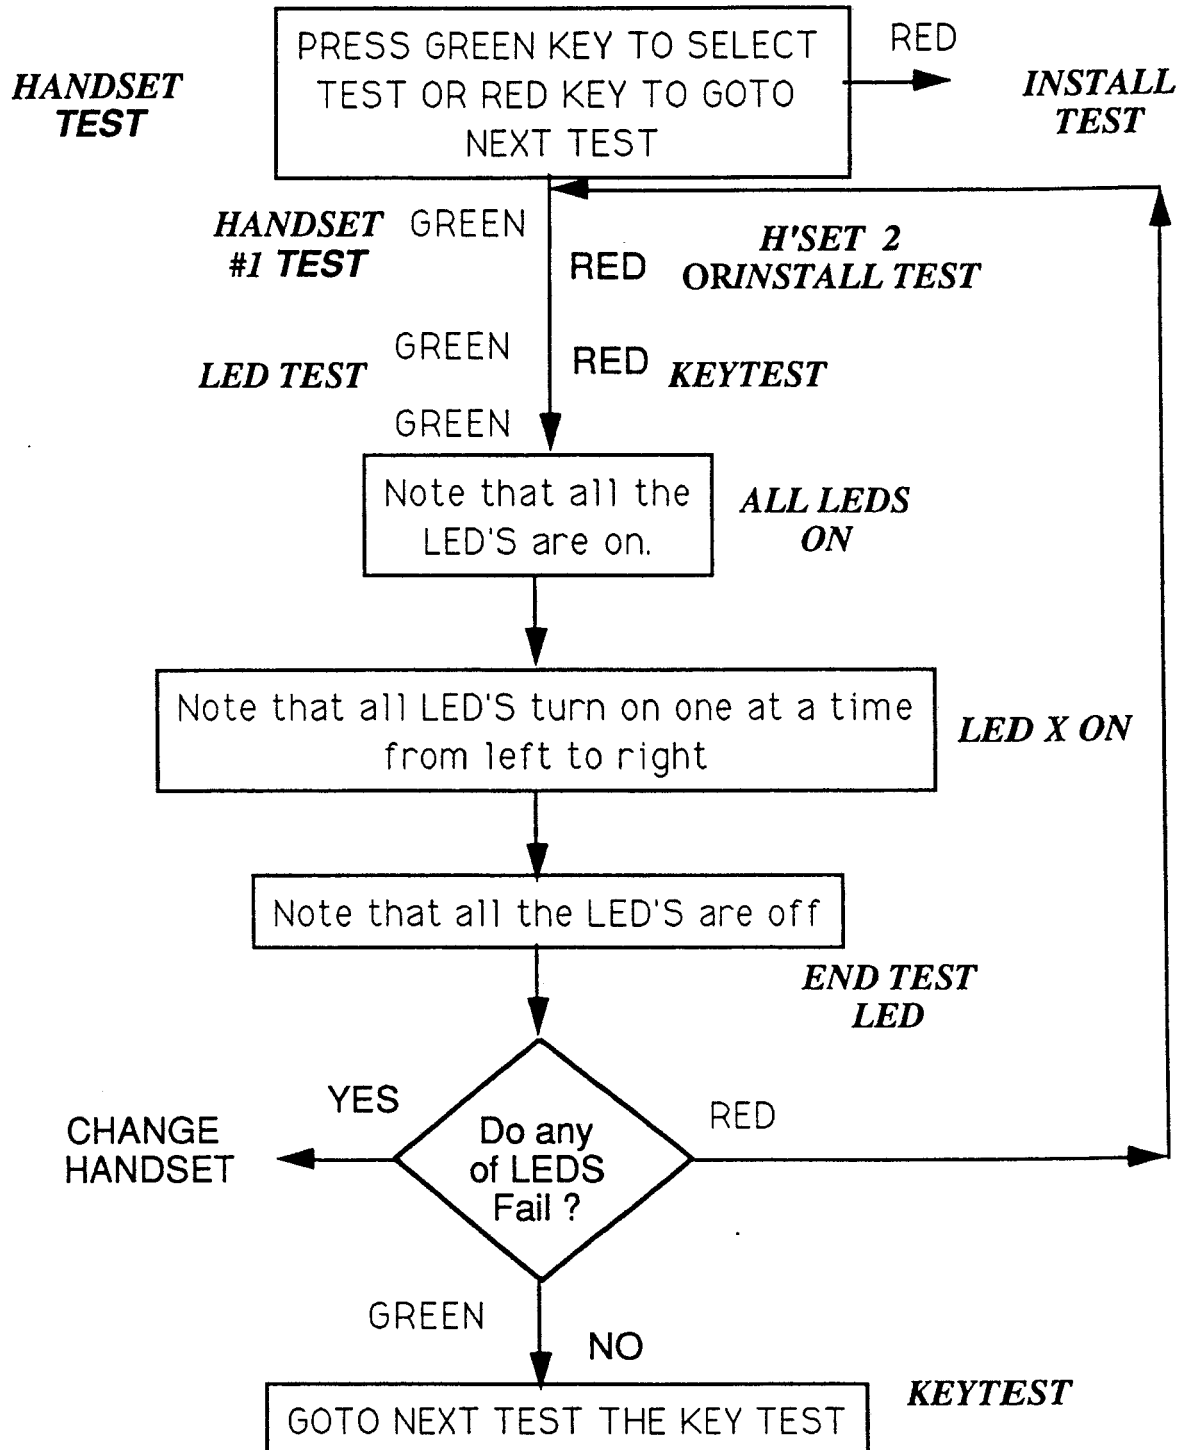 PRESS GREEN KEY TO SELECT
TEST OR RED KEY TO GOTO
NEXT TEST
HANDSET
TEST
RED
INSTALL
TEST
HANDSET
#1 TEST
GREEN
RED
H'SET 2
ORINSTALL TEST
GREEN
LED TEST
RED
KEYTEST
GREEN
Note that all the
LED'S are on.
ALL LEDS
ON
Note that all LED'S turn on one at a time
from left to right
LED X ON
Note that all the LED'S are off
END TEST
LED
YES
CHANGE
HANDSET
Do any
of LEDS
Fail ?
RED
GREEN
NO
GOTO NEXT TEST THE KEY TEST
KEYTEST